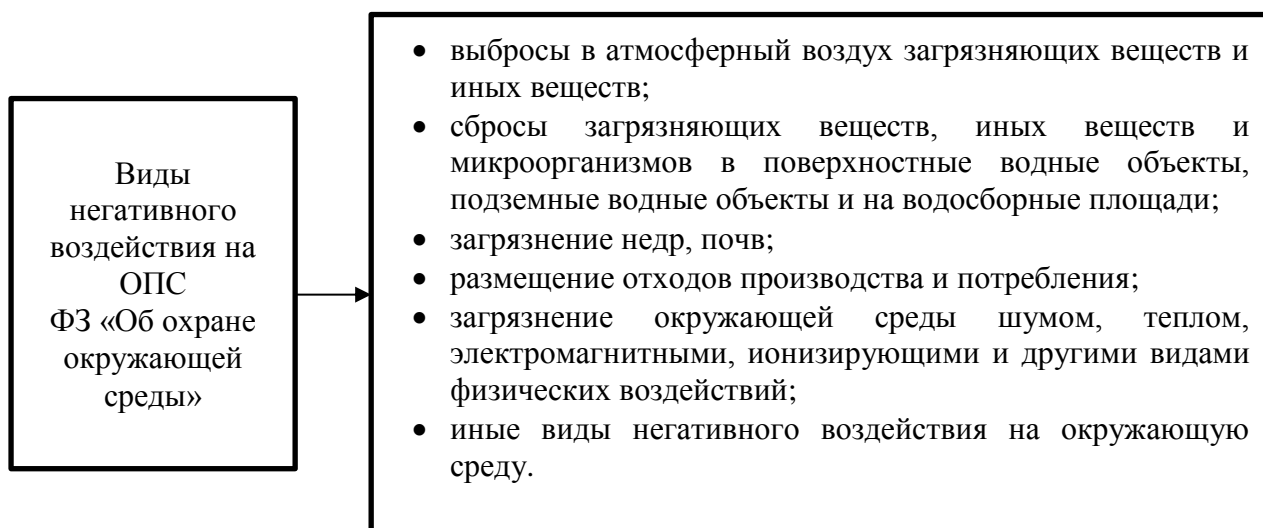 Виды
негативного
воздействия на
ОПС
ФЗ «Об охране
окружающей
среды»
• выбросы в атмосферный воздух загрязняющих веществ и
иных веществ;
• сбросы загрязняющих веществ, иных веществ и
микроорганизмов в поверхностные водные объекты,
подземные водные объекты и на водосборные площади;
• загрязнение недр, почв;
• размещение отходов производства и потребления;
• загрязнение окружающей среды шумом, теплом,
электромагнитными, ионизирующими и другими видами
физических воздействий;
• иные виды негативного воздействия на окружающую
среду.